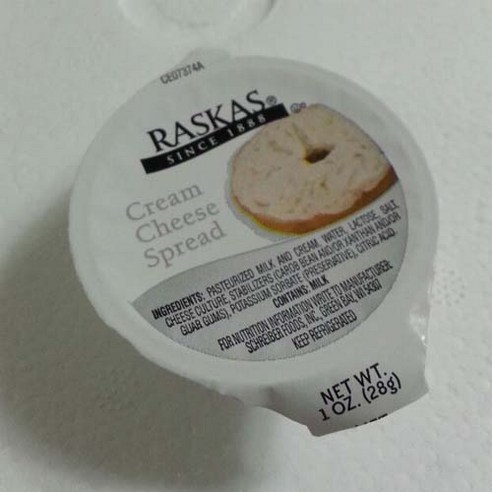 CE07374A
RASKAS®
SINCE 1888
Cream
Cheese
Spread
INGREDIENTS: PASTEURIZED MILK AND CREAM, WATER, LACTOSE, SALT,
CHEESE CULTURE, STABILIZERS (CAROB BEAN AND/OR XANTHAN AND/OR
GUAR GUMS), POTASSIUM SORBATE (PRESERVATIVE), CITRIC ACID.
CONTAINS: MILK
FOR NUTRITION INFORMATION WRITE TO MANUFACTURER:
SCHREIBER FOODS, INC., GREEN BAY, WI 54307
KEEP REFRIGERATED
NET WT.
1 OZ. (28g)